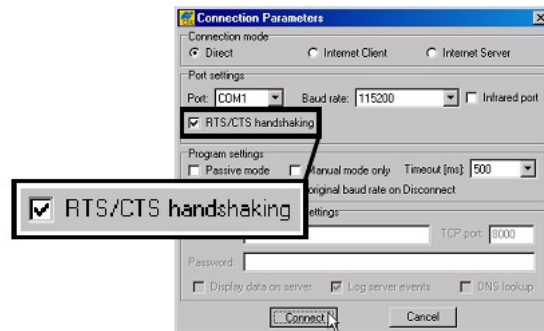 Connection Parameters
Connection mode
Direct Internet Client Internet Server
Port settings
Port: COM1 Baud rate: 115200 Infrared port
RTS/CTS handshaking
Program settings
Passive mode Manual mode only Timeout [ms]: 500
RTS/CTS handshaking
original baud rate on Disconnect
settings
TCP port: 8000
Password:
Display data on server Log server events DNS lookup
Connect Cancel